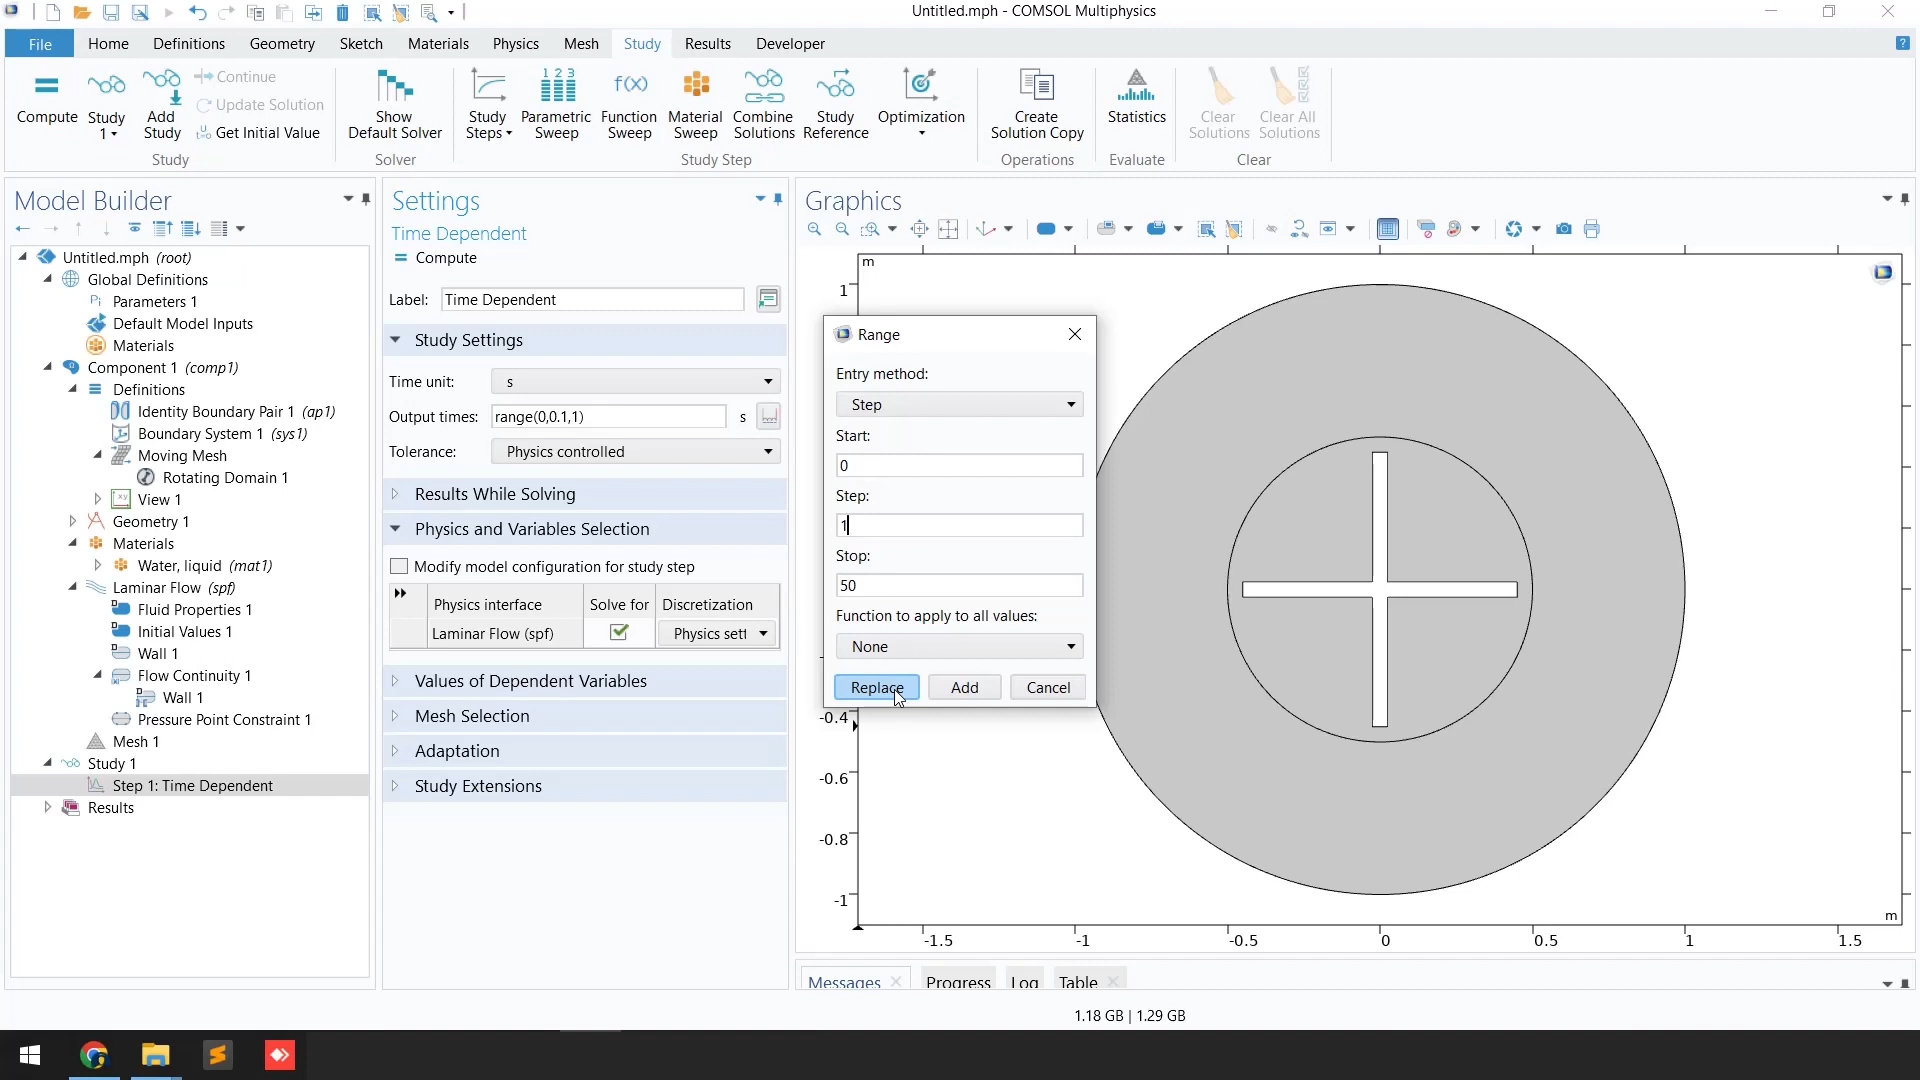 Untitled.mph - COMSOL Multiphysics
File
Home
Definitions
Geometry
Sketch
Materials
Physics
Mesh
Study
Results
Developer
Compute
Study
1
Add
Study
Continue
Update Solution
Get Initial Value
Study
Show
Default Solver
Solver
Study
Steps
Parametric
Sweep
Function
Sweep
Material
Sweep
Combine
Solutions
Study
Reference
Optimization
Study Step
Create
Solution Copy
Operations
Statistics
Evaluate
Clear
Solutions
Clear All
Solutions
Clear
Model Builder
Untitled.mph (root)
Global Definitions
Parameters 1
Default Model Inputs
Materials
Component 1 (comp1)
Definitions
Identity Boundary Pair 1 (ap1)
Boundary System 1 (sys1)
Moving Mesh
Rotating Domain 1
View 1
Geometry 1
Materials
Water, liquid (mat1)
Laminar Flow (spf)
Fluid Properties 1
Initial Values 1
Wall 1
Flow Continuity 1
Wall 1
Pressure Point Constraint 1
Mesh 1
Study 1
Step 1: Time Dependent
Results
Settings
Time Dependent
Compute
Label: Time Dependent
Study Settings
Time unit: s
Output times: range(0,0.1,1) s
Tolerance: Physics controlled
Results While Solving
Physics and Variables Selection
Modify model configuration for study step
Physics interface Solve for Discretization
Laminar Flow (spf) Physics sett
Values of Dependent Variables
Mesh Selection
Adaptation
Study Extensions
Graphics
m
1
Range
Entry method:
Step
Start:
0
Step:
1
Stop:
50
Function to apply to all values:
None
Replace Add Cancel
-0.4
-0.6
-0.8
-1
m
-1.5 -1 -0.5 0 0.5 1 1.5
Messages Progress Log Table
1.18 GB | 1.29 GB